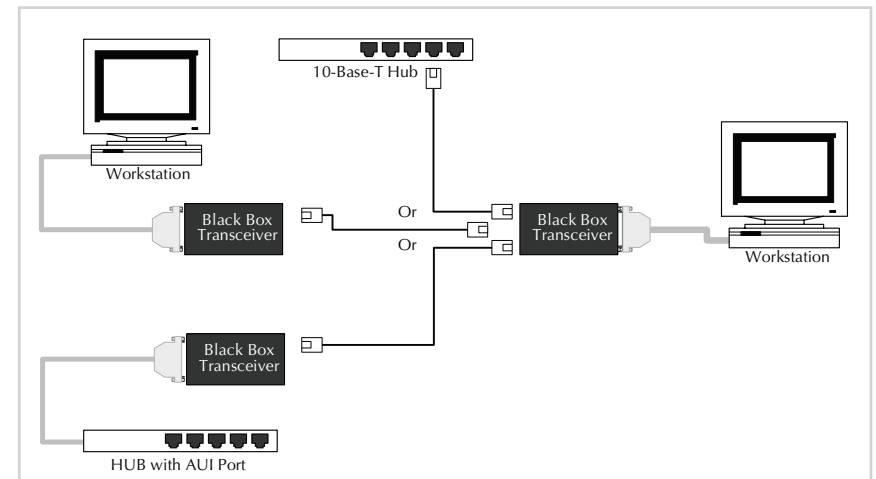 10-Base-T Hub
Workstation
Black Box
Transceiver
Or
Or
Black Box
Transceiver
Workstation
Black Box
Transceiver
HUB with AUI Port